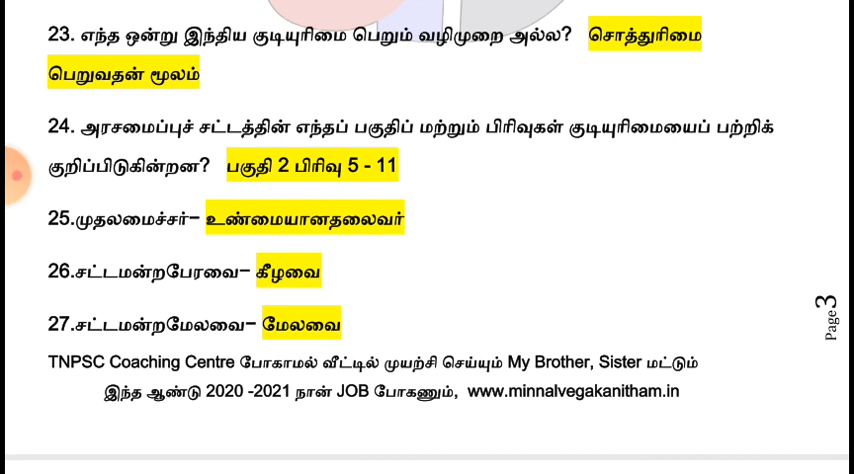 23. எந்த ஒன்று இந்திய குடியுரிமை பெறும் வழிமுறை அல்ல? சொத்துரிமை
பெறுவதன் மூலம்
24. அரசமைப்புச் சட்டத்தின் எந்தப் பகுதிப் மற்றும் பிரிவுகள் குடியுரிமையைப் பற்றிக்
குறிப்பிடுகின்றன? பகுதி 2 பிரிவு 5 - 11
25.முதலமைச்சர்– உண்மையானதலைவர்
26.சட்டமன்றபேரவை– கீழவை
27.சட்டமன்றமேலவை– மேலவை
Page3
TNPSC Coaching Centre போகாமல் வீட்டில் முயற்சி செய்யும் My Brother, Sister மட்டும்
இந்த ஆண்டு 2020 -2021 நான் JOB போகணும், www.minnalvegakanitham.in